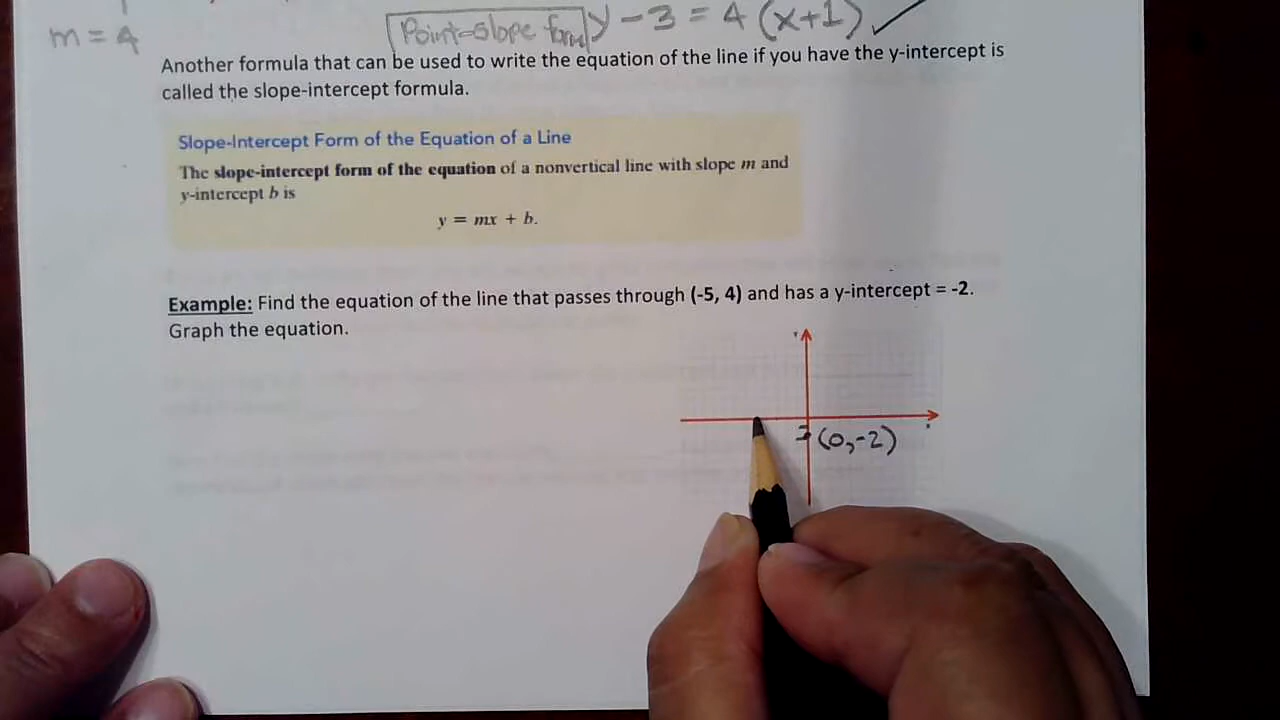 m = 4
Point-slope form y - 3 = 4 (x+1)
Another formula that can be used to write the equation of the line if you have the y-intercept is
called the slope-intercept formula.
Slope-Intercept Form of the Equation of a Line
The slope-intercept form of the equation of a nonvertical line with slope m and
y-intercept b is
y = mx + b.
Example: Find the equation of the line that passes through (-5, 4) and has a y-intercept = -2.
Graph the equation.
(0,-2)